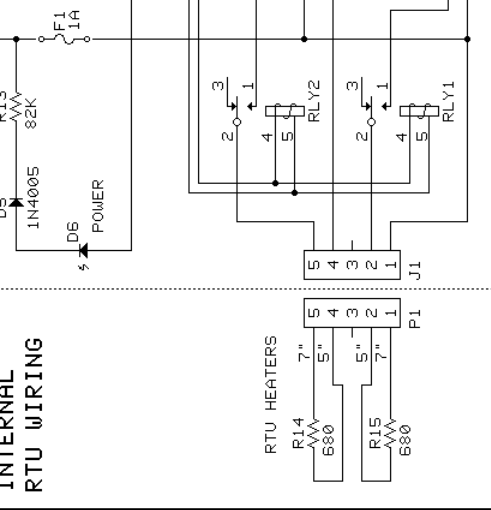 F1
1A
R13
82K
D5
1N4005
D6
POWER
3
1
2
4
5
RLY2
3
1
2
4
5
RLY1
5
4
3
2
1
J1
5
4
3
2
1
P1
7"
5"
5"
7"
RTU HEATERS
R14
680
R15
680
INTERNAL
RTU WIRING